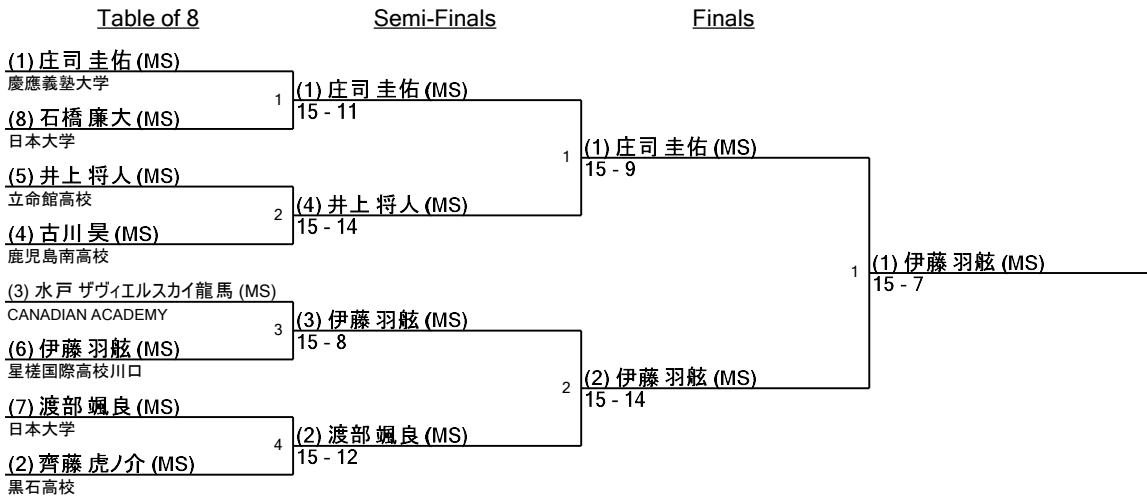 Table of 8
Semi-Finals
Finals
(1) 庄司 圭佑 (MS)
慶應義塾大学
(8) 石橋 廉大 (MS)
日本大学
(5) 井上 将人 (MS)
立命館高校
(4) 古川 昊 (MS)
鹿児島南高校
(3) 水戸 ザヴィエルスカイ龍馬 (MS)
CANADIAN ACADEMY
(6) 伊藤 羽舷 (MS)
星槎国際高校川口
(7) 渡部 颯良 (MS)
日本大学
(2) 齊藤 虎ノ介 (MS)
黒石高校
1
(1) 庄司 圭佑 (MS)
15 - 11
2
(4) 井上 将人 (MS)
15 - 14
3
(3) 伊藤 羽舷 (MS)
15 - 8
4
(2) 渡部 颯良 (MS)
15 - 12
1
(1) 庄司 圭佑 (MS)
15 - 9
2
(2) 伊藤 羽舷 (MS)
15 - 14
1
(1) 伊藤 羽舷 (MS)
15 - 7